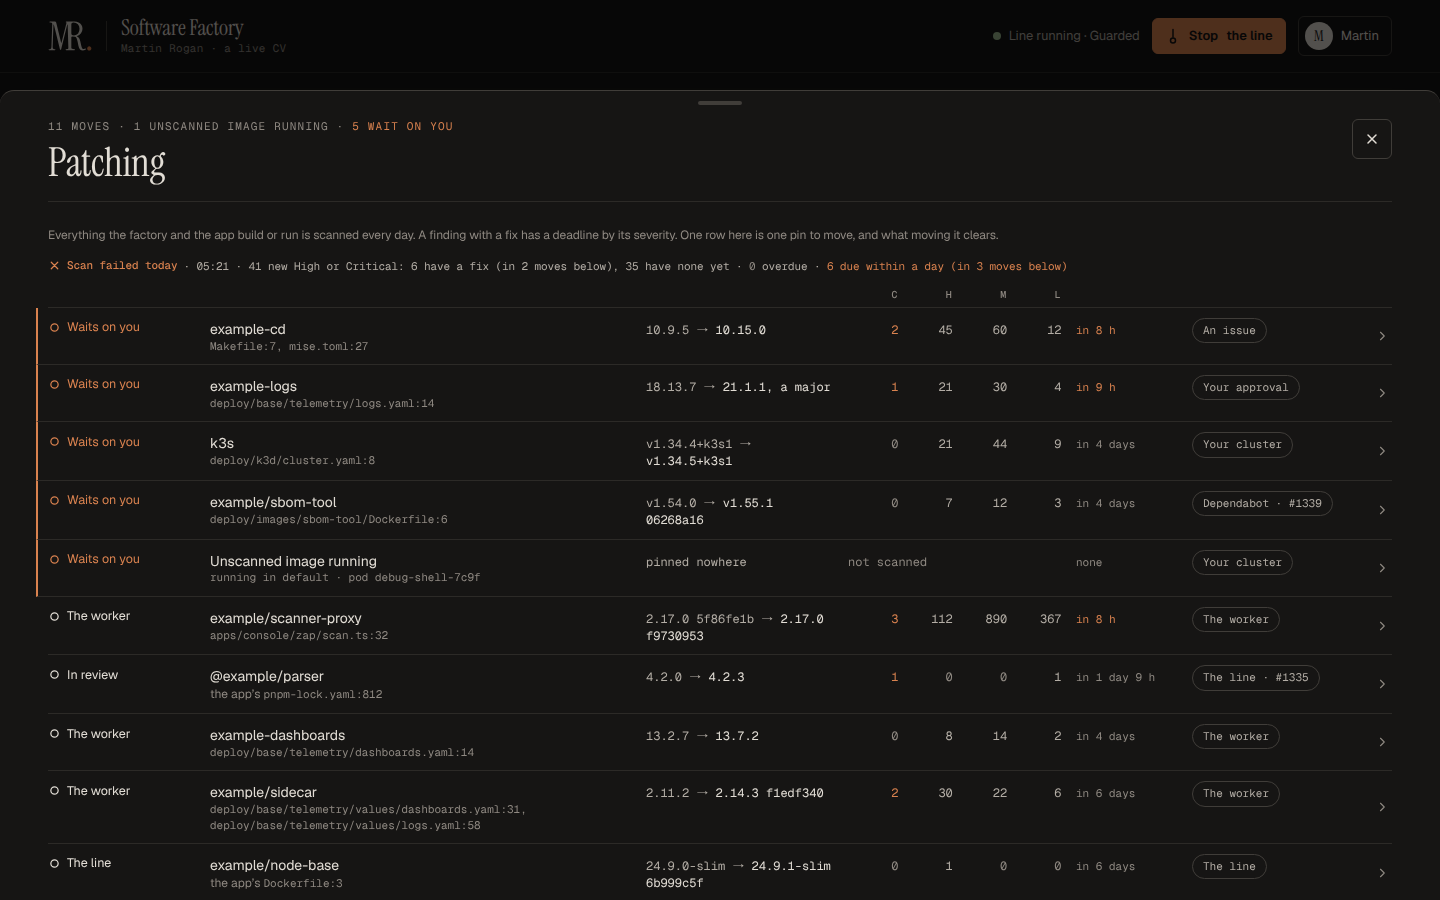 MR.
Software Factory
Martin Rogan · a live CV
Line running · Guarded
Stop the line
M
Martin
11 MOVES · 1 UNSCANNED IMAGE RUNNING · 5 WAIT ON YOU
Patching
Everything the factory and the app build or run is scanned every day. A finding with a fix has a deadline by its severity. One row here is one pin to move, and what moving it clears.
Scan failed today · 05:21 · 41 new High or Critical: 6 have a fix (in 2 moves below), 35 have none yet · 0 overdue · 6 due within a day (in 3 moves below)
C H M L
Waits on you example-cd 10.9.5 → 10.15.0 2 45 60 12 in 8 h An issue
Makefile:7, mise.toml:27
Waits on you example-logs 18.13.7 → 21.1.1, a major 1 21 30 4 in 9 h Your approval
deploy/base/telemetry/logs.yaml:14
Waits on you k3s v1.34.4+k3s1 → 0 21 44 9 in 4 days Your cluster
deploy/k3d/cluster.yaml:8 v1.34.5+k3s1
Waits on you example/sbom-tool v1.54.0 → v1.55.1 0 7 12 3 in 4 days Dependabot · #1339
deploy/images/sbom-tool/Dockerfile:6 06268a16
Waits on you Unscanned image running pinned nowhere not scanned none Your cluster
running in default · pod debug-shell-7c9f
The worker example/scanner-proxy 2.17.0 5f86fe1b → 2.17.0 3 112 890 367 in 8 h The worker
apps/console/zap/scan.ts:32 f9730953
In review @example/parser 4.2.0 → 4.2.3 1 0 0 1 in 1 day 9 h The line · #1335
the app's pnpm-lock.yaml:812
The worker example-dashboards 13.2.7 → 13.7.2 0 8 14 2 in 4 days The worker
deploy/base/telemetry/dashboards.yaml:14
The worker example/sidecar 2.11.2 → 2.14.3 f1edf340 2 30 22 6 in 6 days The worker
deploy/base/telemetry/values/dashboards.yaml:31,
deploy/base/telemetry/values/logs.yaml:58
The line example/node-base 24.9.0-slim → 24.9.1-slim 0 1 0 0 in 6 days The line
the app's Dockerfile:3 6b999c5f